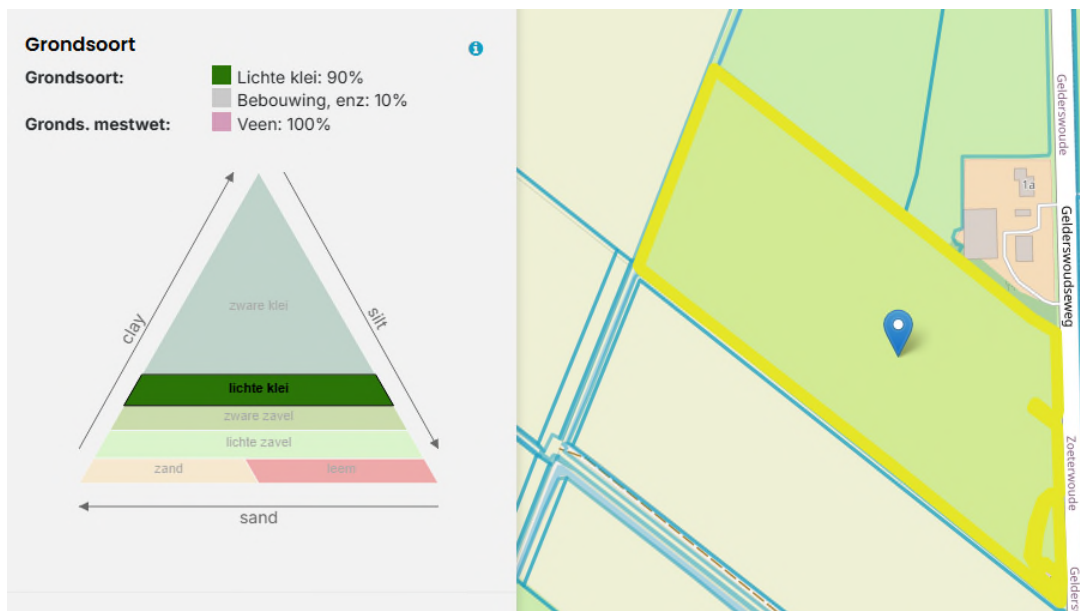 Grondsoort
Grondsoort: Lichte klei: 90%
Bebouwing, enz: 10%
Gronds. mestwet: Veen: 100%
clay
silt
zware klei
lichte klei
zware zavel
lichte zavel
zand
leem
sand
Gelderswoude
1a
Gelderswoudseweg
Zoeterwoude
Gelders